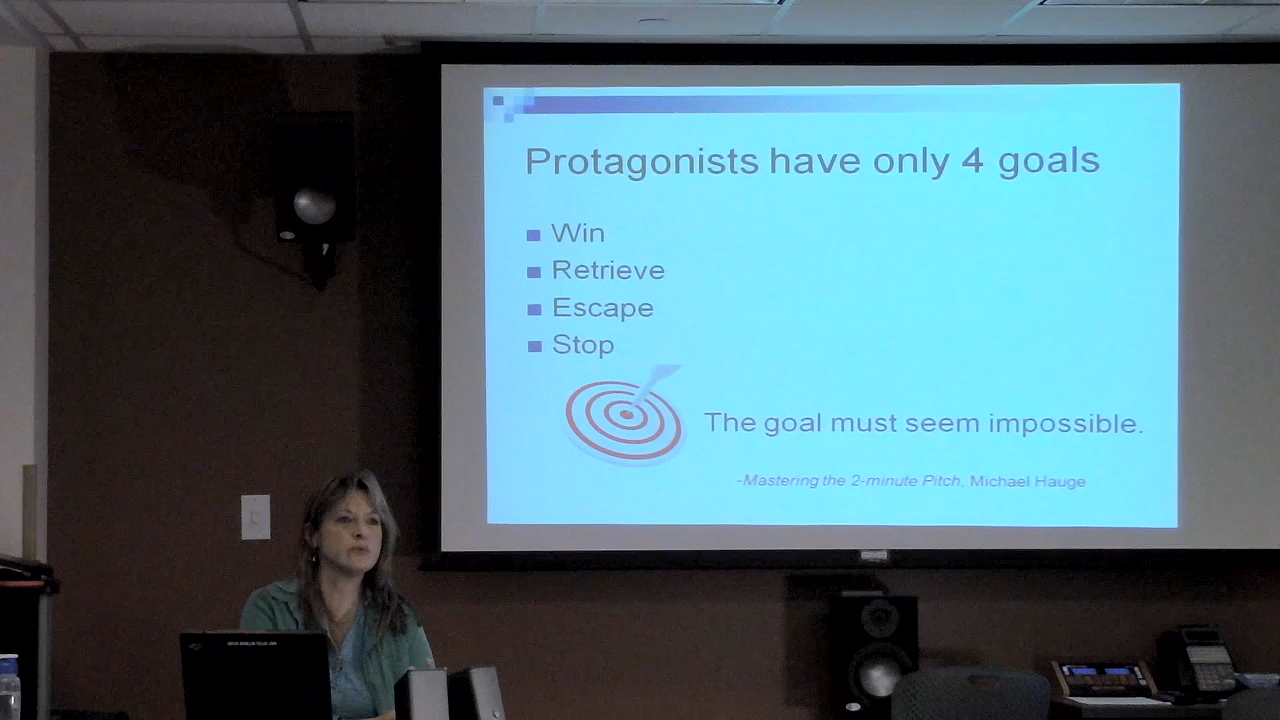 Protagonists have only 4 goals
Win
Retrieve
Escape
Stop
The goal must seem impossible.
-Mastering the 2-minute Pitch, Michael Hauge